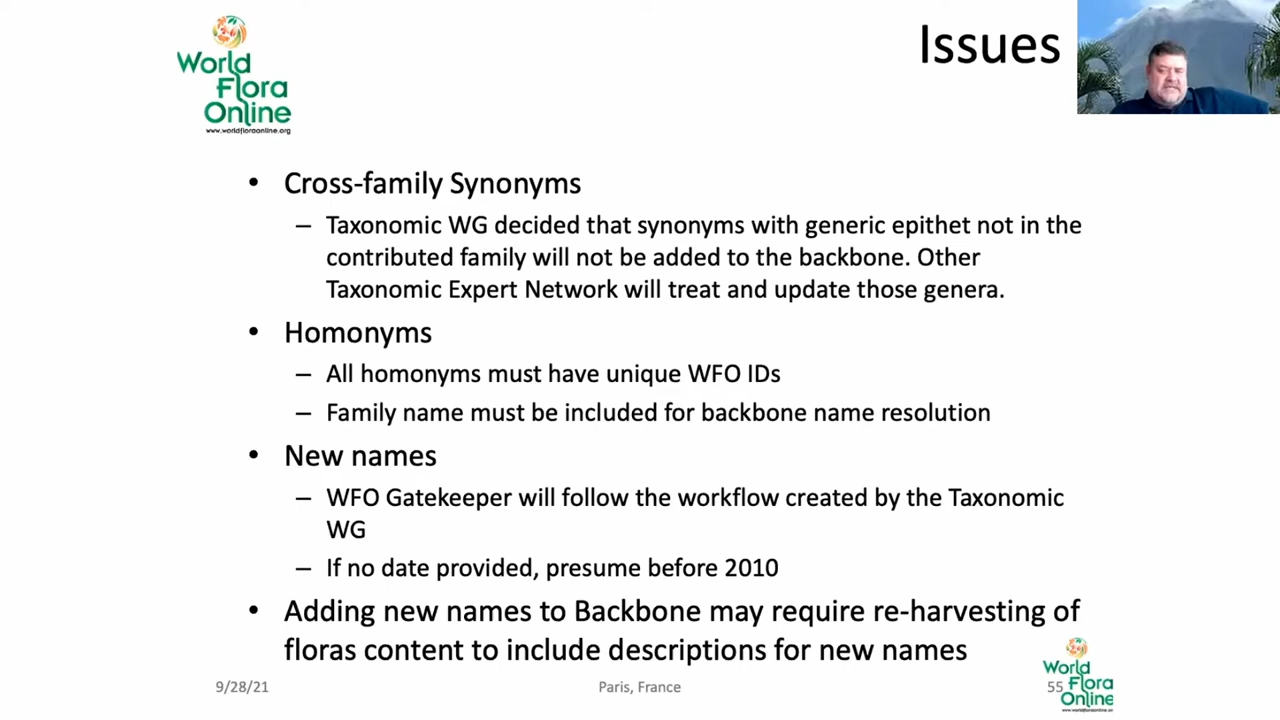 World
Flora
Online
www.worldfloraonline.org
Issues
• Cross-family Synonyms
– Taxonomic WG decided that synonyms with generic epithet not in the
contributed family will not be added to the backbone. Other
Taxonomic Expert Network will treat and update those genera.
• Homonyms
– All homonyms must have unique WFO IDs
– Family name must be included for backbone name resolution
• New names
– WFO Gatekeeper will follow the workflow created by the Taxonomic
WG
– If no date provided, presume before 2010
• Adding new names to Backbone may require re-harvesting of
floras content to include descriptions for new names
9/28/21
Paris, France
55
World
Flora
Online